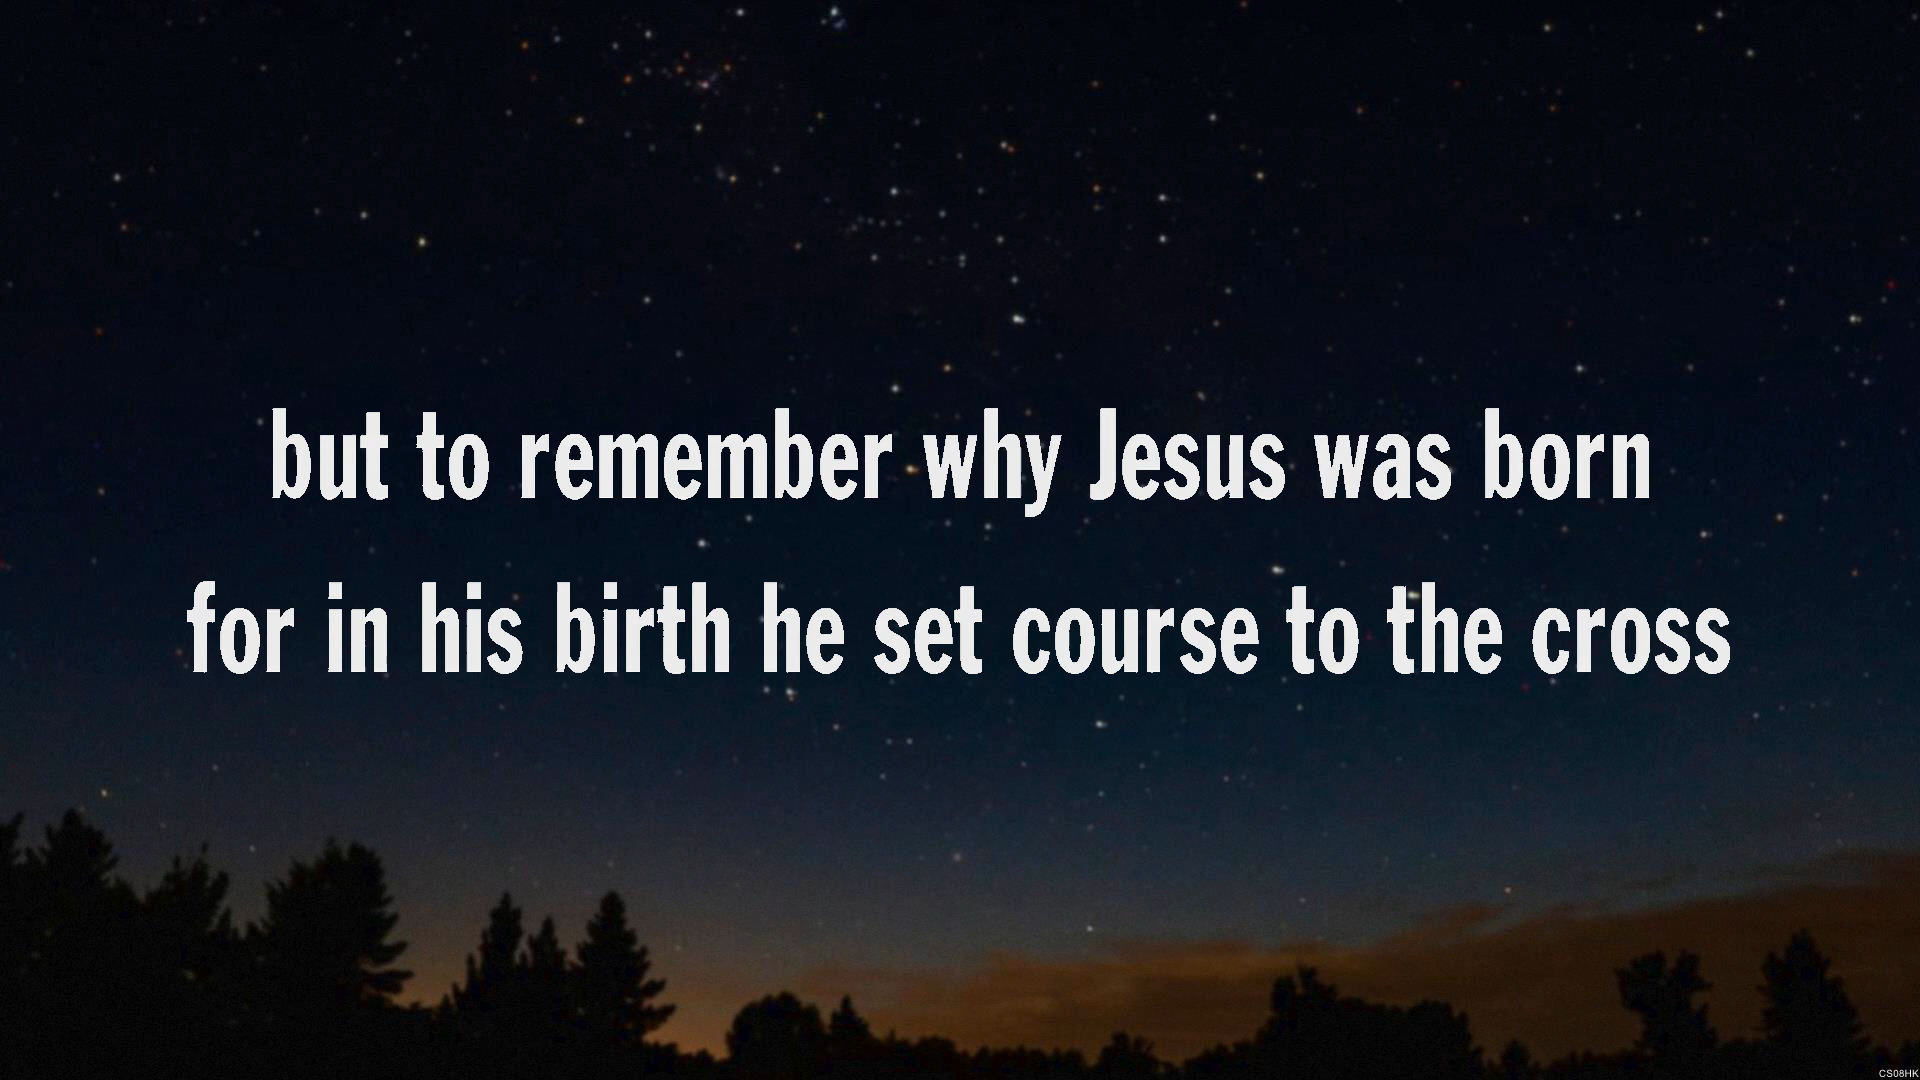 but to remember why Jesus was born
for in his birth he set course to the cross
CS08HK